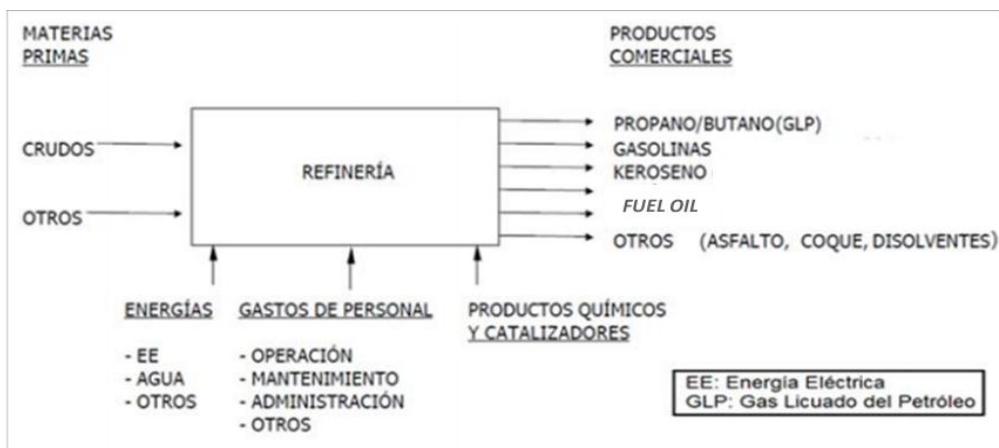 MATERIAS
PRIMAS
PRODUCTOS
COMERCIALES
CRUDOS
OTROS
REFINERÍA
PROPANO/BUTANO(GLP)
GASOLINAS
KEROSENO
FUEL OIL
OTROS (ASFALTO, COQUE, DISOLVENTES)
ENERGÍAS
- EE
- AGUA
- OTROS
GASTOS DE PERSONAL
- OPERACIÓN
- MANTENIMIENTO
- ADMINISTRACIÓN
- OTROS
PRODUCTOS QUÍMICOS
Y CATALIZADORES
EE: Energía Eléctrica
GLP: Gas Licuado del Petróleo